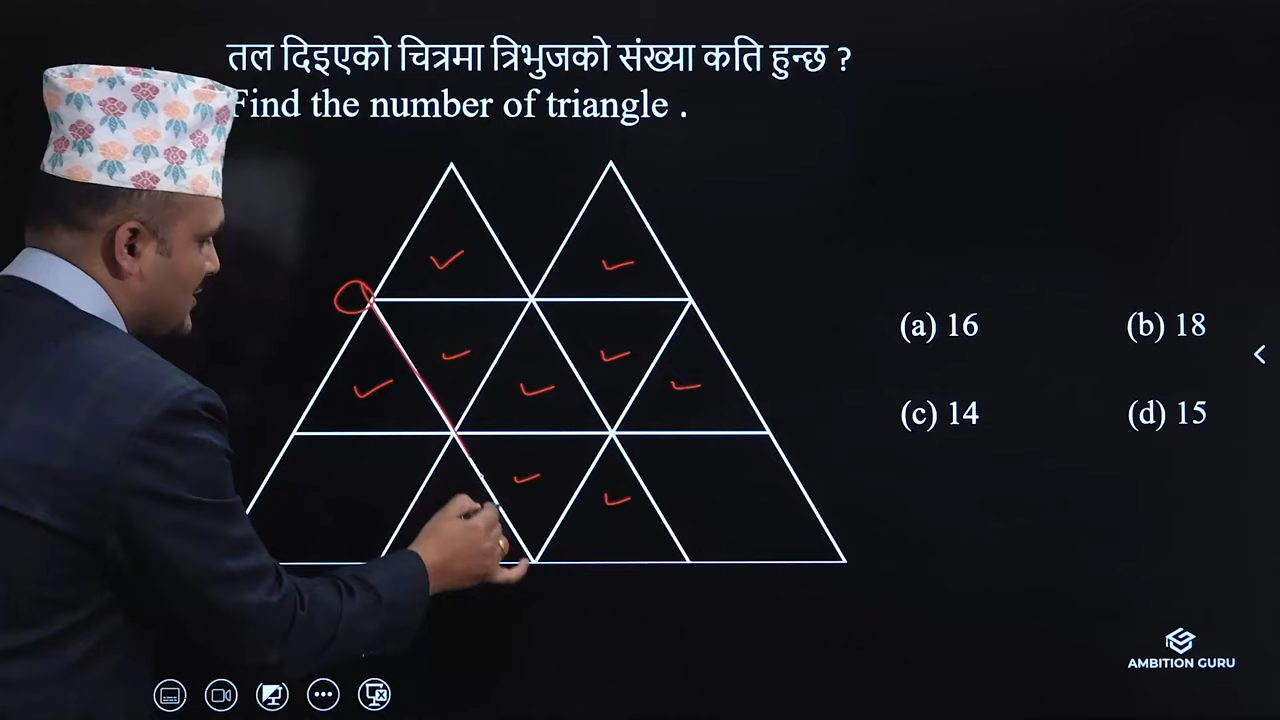 तल दिइएको चित्रमा त्रिभुजको संख्या कति हुन्छ ?
Find the number of triangle .
(a) 16
(b) 18
(c) 14
(d) 15
AMBITION GURU